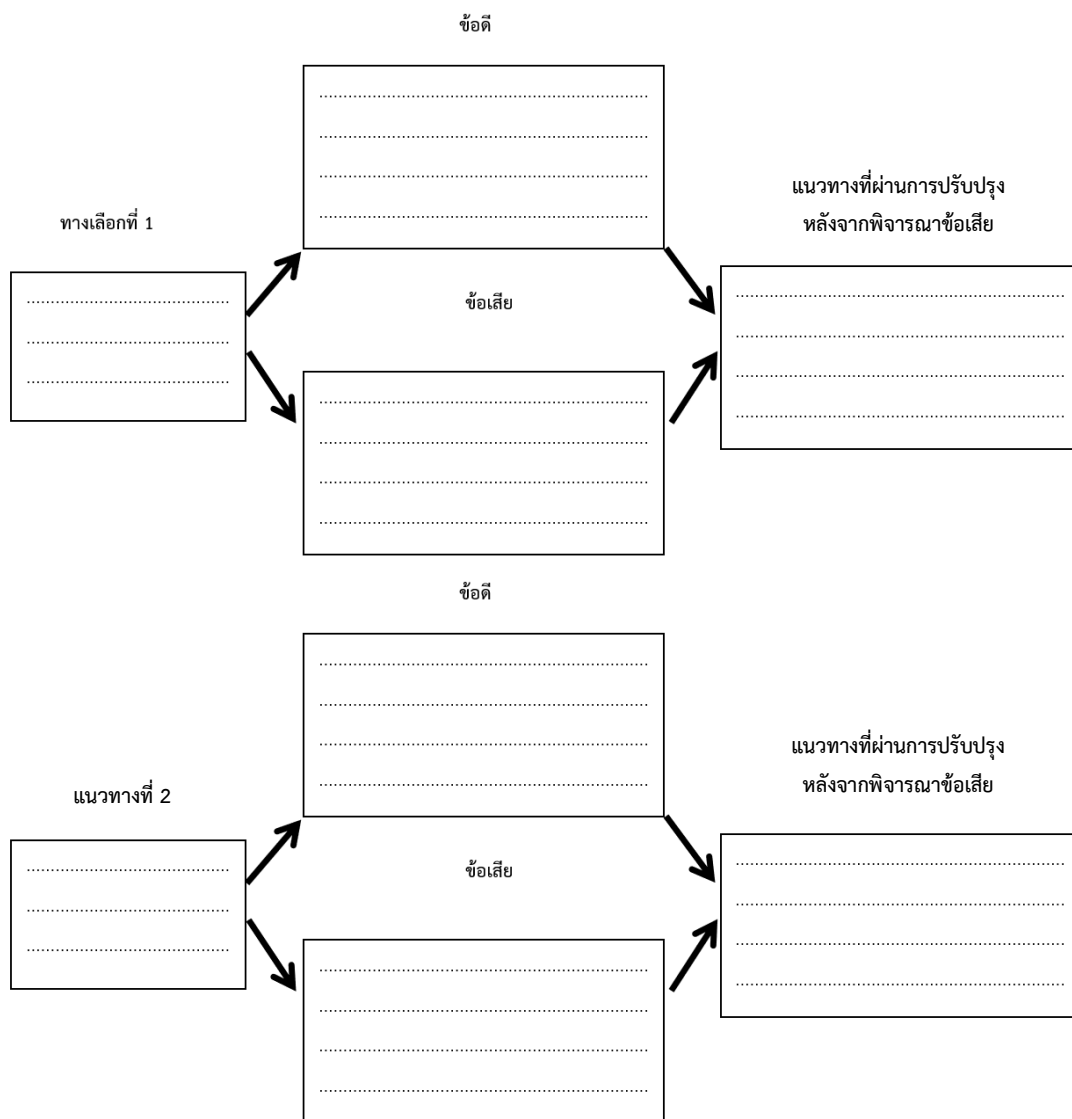 ข้อดี
ทางเลือกที่ 1
แนวทางที่ผ่านการปรับปรุง
หลังจากพิจารณาข้อเสีย
ข้อเสีย
ข้อดี
แนวทางที่ 2
แนวทางที่ผ่านการปรับปรุง
หลังจากพิจารณาข้อเสีย
ข้อเสีย